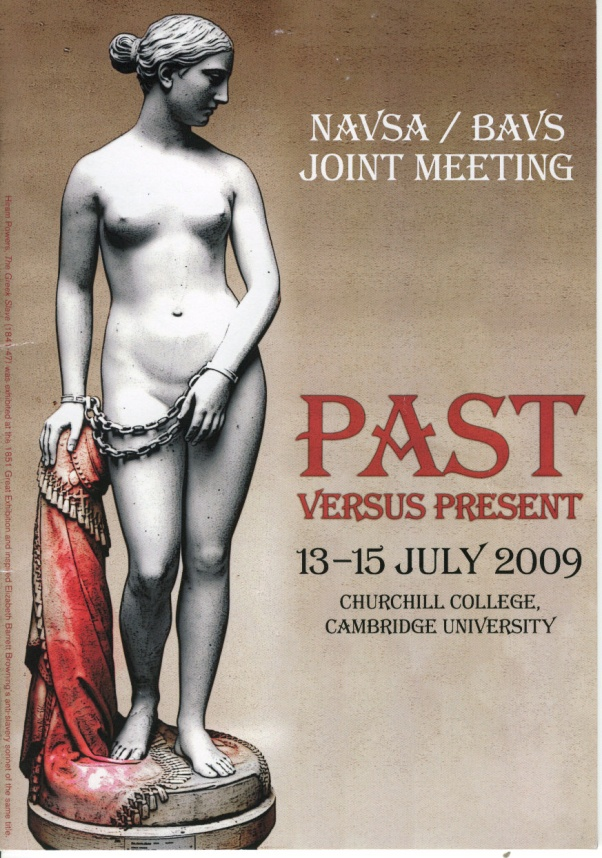 NAVSA / BAVS
JOINT MEETING
PAST
VERSUS PRESENT
13–15 JULY 2009
CHURCHILL COLLEGE,
CAMBRIDGE UNIVERSITY
Hiram Powers, The Greek Slave (1841-47) was exhibited at the 1851 Great Exhibition and inspired Elizabeth Barrett Browning's anti-slavery sonnet of the same title.